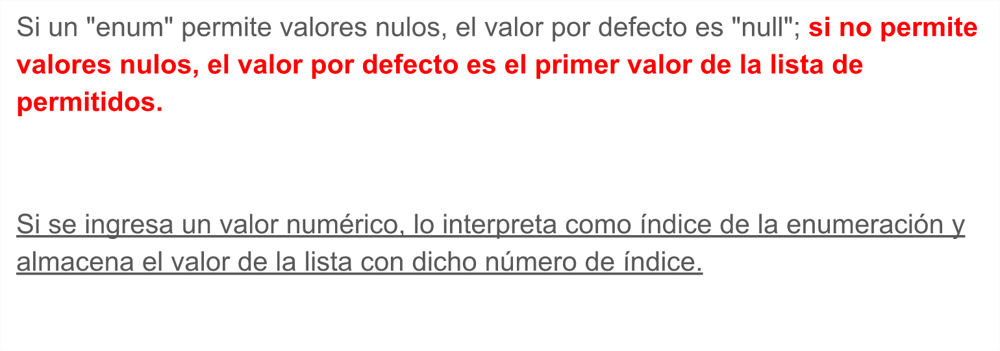 Si un "enum" permite valores nulos, el valor por defecto es "null"; si no permite
valores nulos, el valor por defecto es el primer valor de la lista de
permitidos.
Si se ingresa un valor numérico, lo interpreta como índice de la enumeración y
almacena el valor de la lista con dicho número de índice.